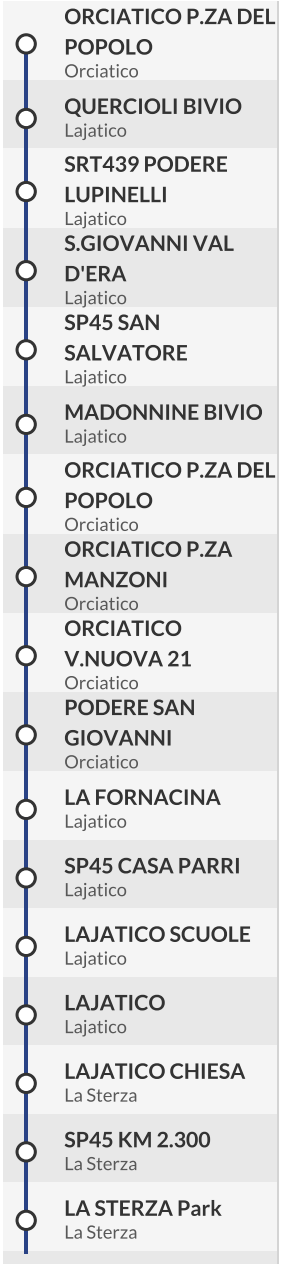 ORCIATICO P.ZA DEL
POPOLO
Orciatico
QUERCIOLI BIVIO
Lajatico
SRT439 PODERE
LUPINELLI
Lajatico
S.GIOVANNI VAL
D'ERA
Lajatico
SP45 SAN
SALVATORE
Lajatico
MADONNINE BIVIO
Lajatico
ORCIATICO P.ZA DEL
POPOLO
Orciatico
ORCIATICO P.ZA
MANZONI
Orciatico
ORCIATICO
V.NUOVA 21
Orciatico
PODERE SAN
GIOVANNI
Orciatico
LA FORNACINA
Lajatico
SP45 CASA PARRI
Lajatico
LAJATICO SCUOLE
Lajatico
LAJATICO
Lajatico
LAJATICO CHIESA
La Sterza
SP45 KM 2.300
La Sterza
LA STERZA Park
La Sterza